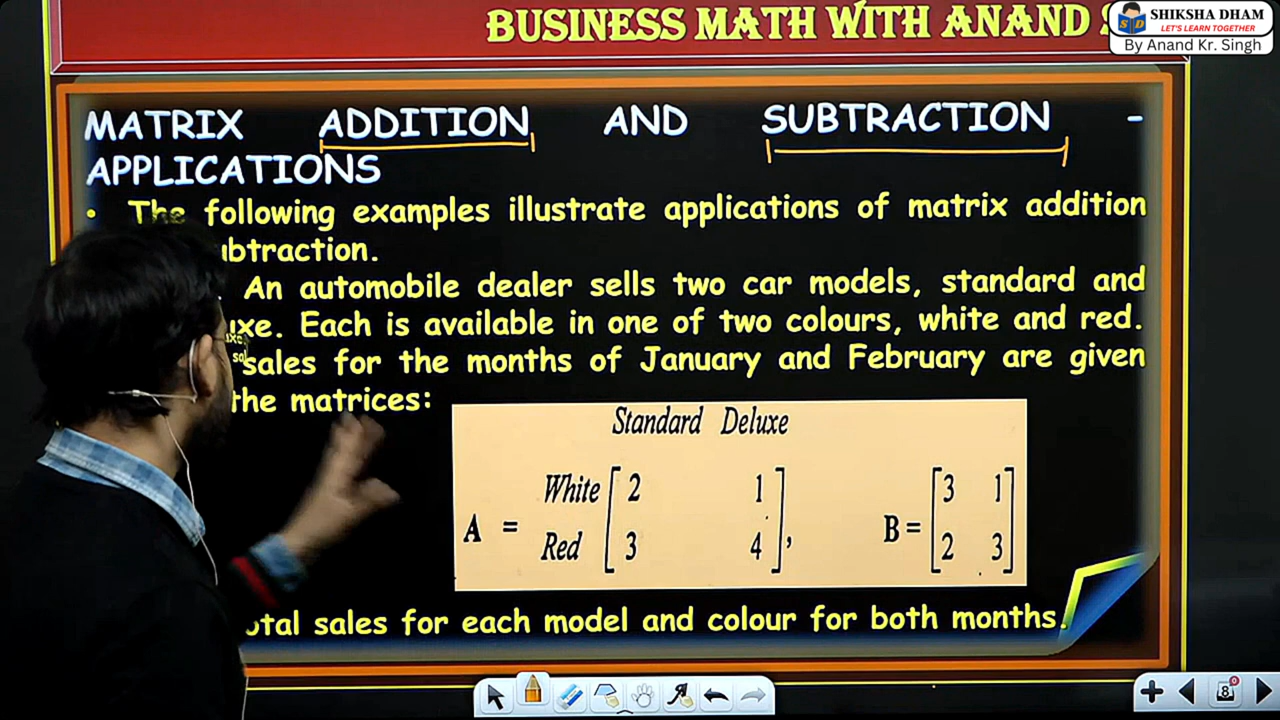 BUSINESS MATH WITH ANAND
SHIKSHA DHAM
LET'S LEARN TOGETHER
By Anand Kr. Singh
MATRIX ADDITION AND SUBTRACTION -
APPLICATIONS
• The following examples illustrate applications of matrix addition
btraction.
An automobile dealer sells two car models, standard and
uxe. Each is available in one of two colours, white and red.
sales for the months of January and February are given
the matrices:
Standard Deluxe
White 2 1
Red 3 4 ,
A =
B =
3 1
2 3
otal sales for each model and colour for both months.
8
0